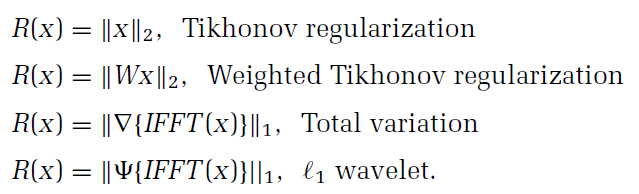 R(x) = ‖x‖₂, Tikhonov regularization
R(x) = ‖Wx‖₂, Weighted Tikhonov regularization
R(x) = ‖∇{IFFT(x)}‖₁, Total variation
R(x) = ‖Ψ{IFFT(x)}||₁, ℓ₁ wavelet.